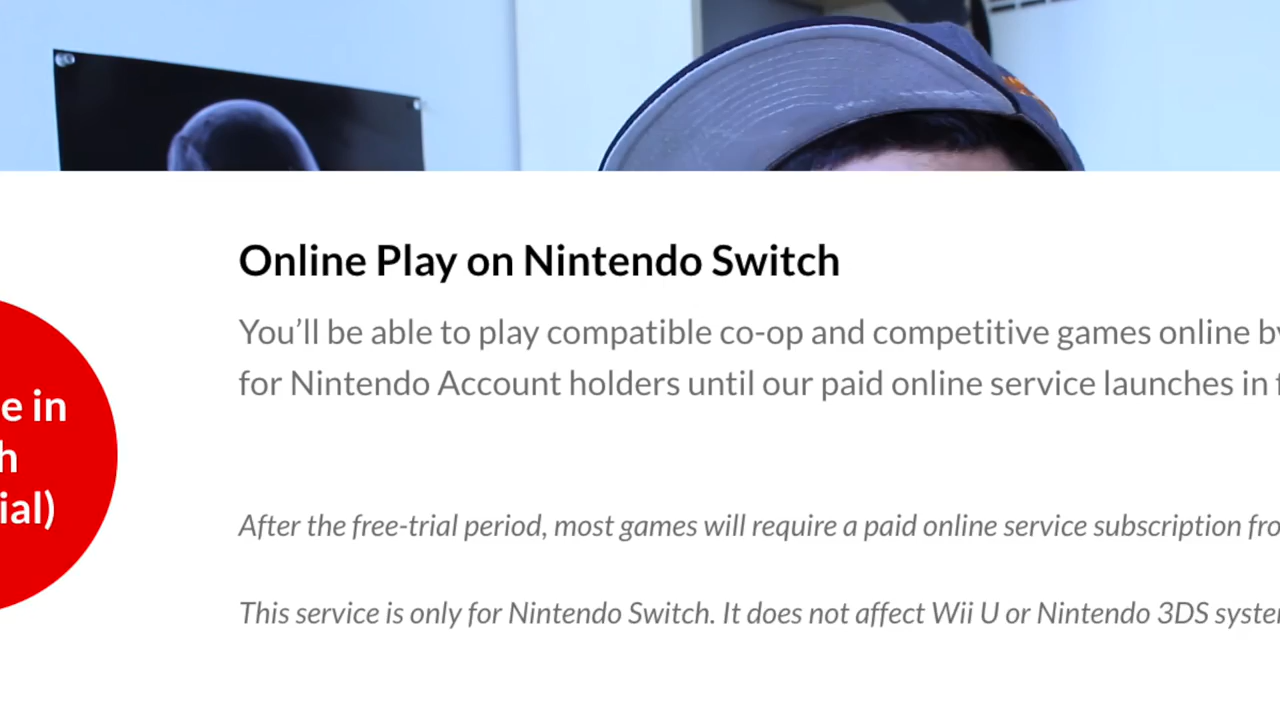 Online Play on Nintendo Switch
You’ll be able to play compatible co-op and competitive games online
for Nintendo Account holders until our paid online service launches in
e in
h
ial)
After the free-trial period, most games will require a paid online service subscription
This service is only for Nintendo Switch. It does not affect Wii U or Nintendo 3DS